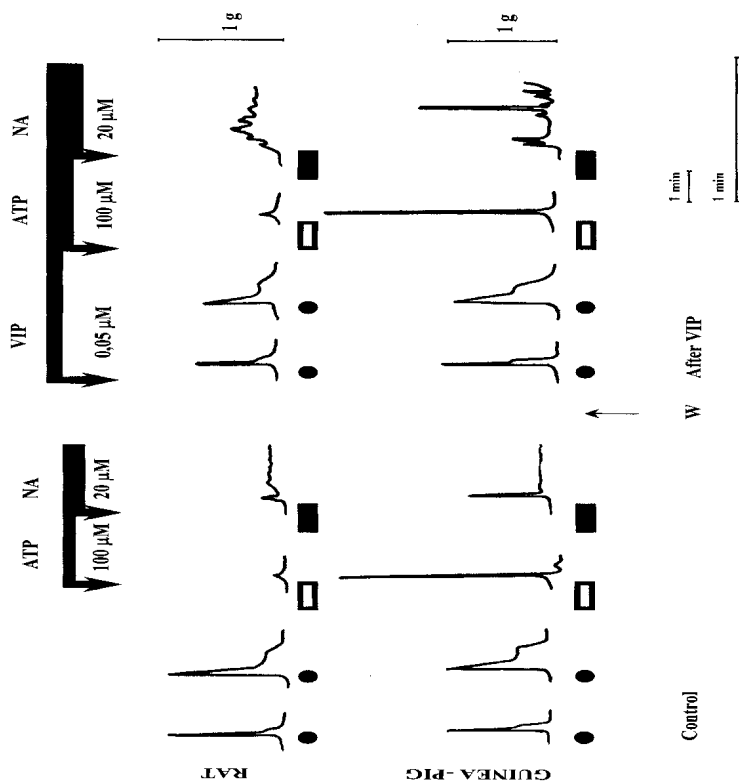 ATP NA
100 µM 20 µM
VIP ATP NA
0,05 µM 100 µM 20 µM
RAT
1 g
GUINEA - PIG
1 g
Control
W After VIP
1 min
1 min